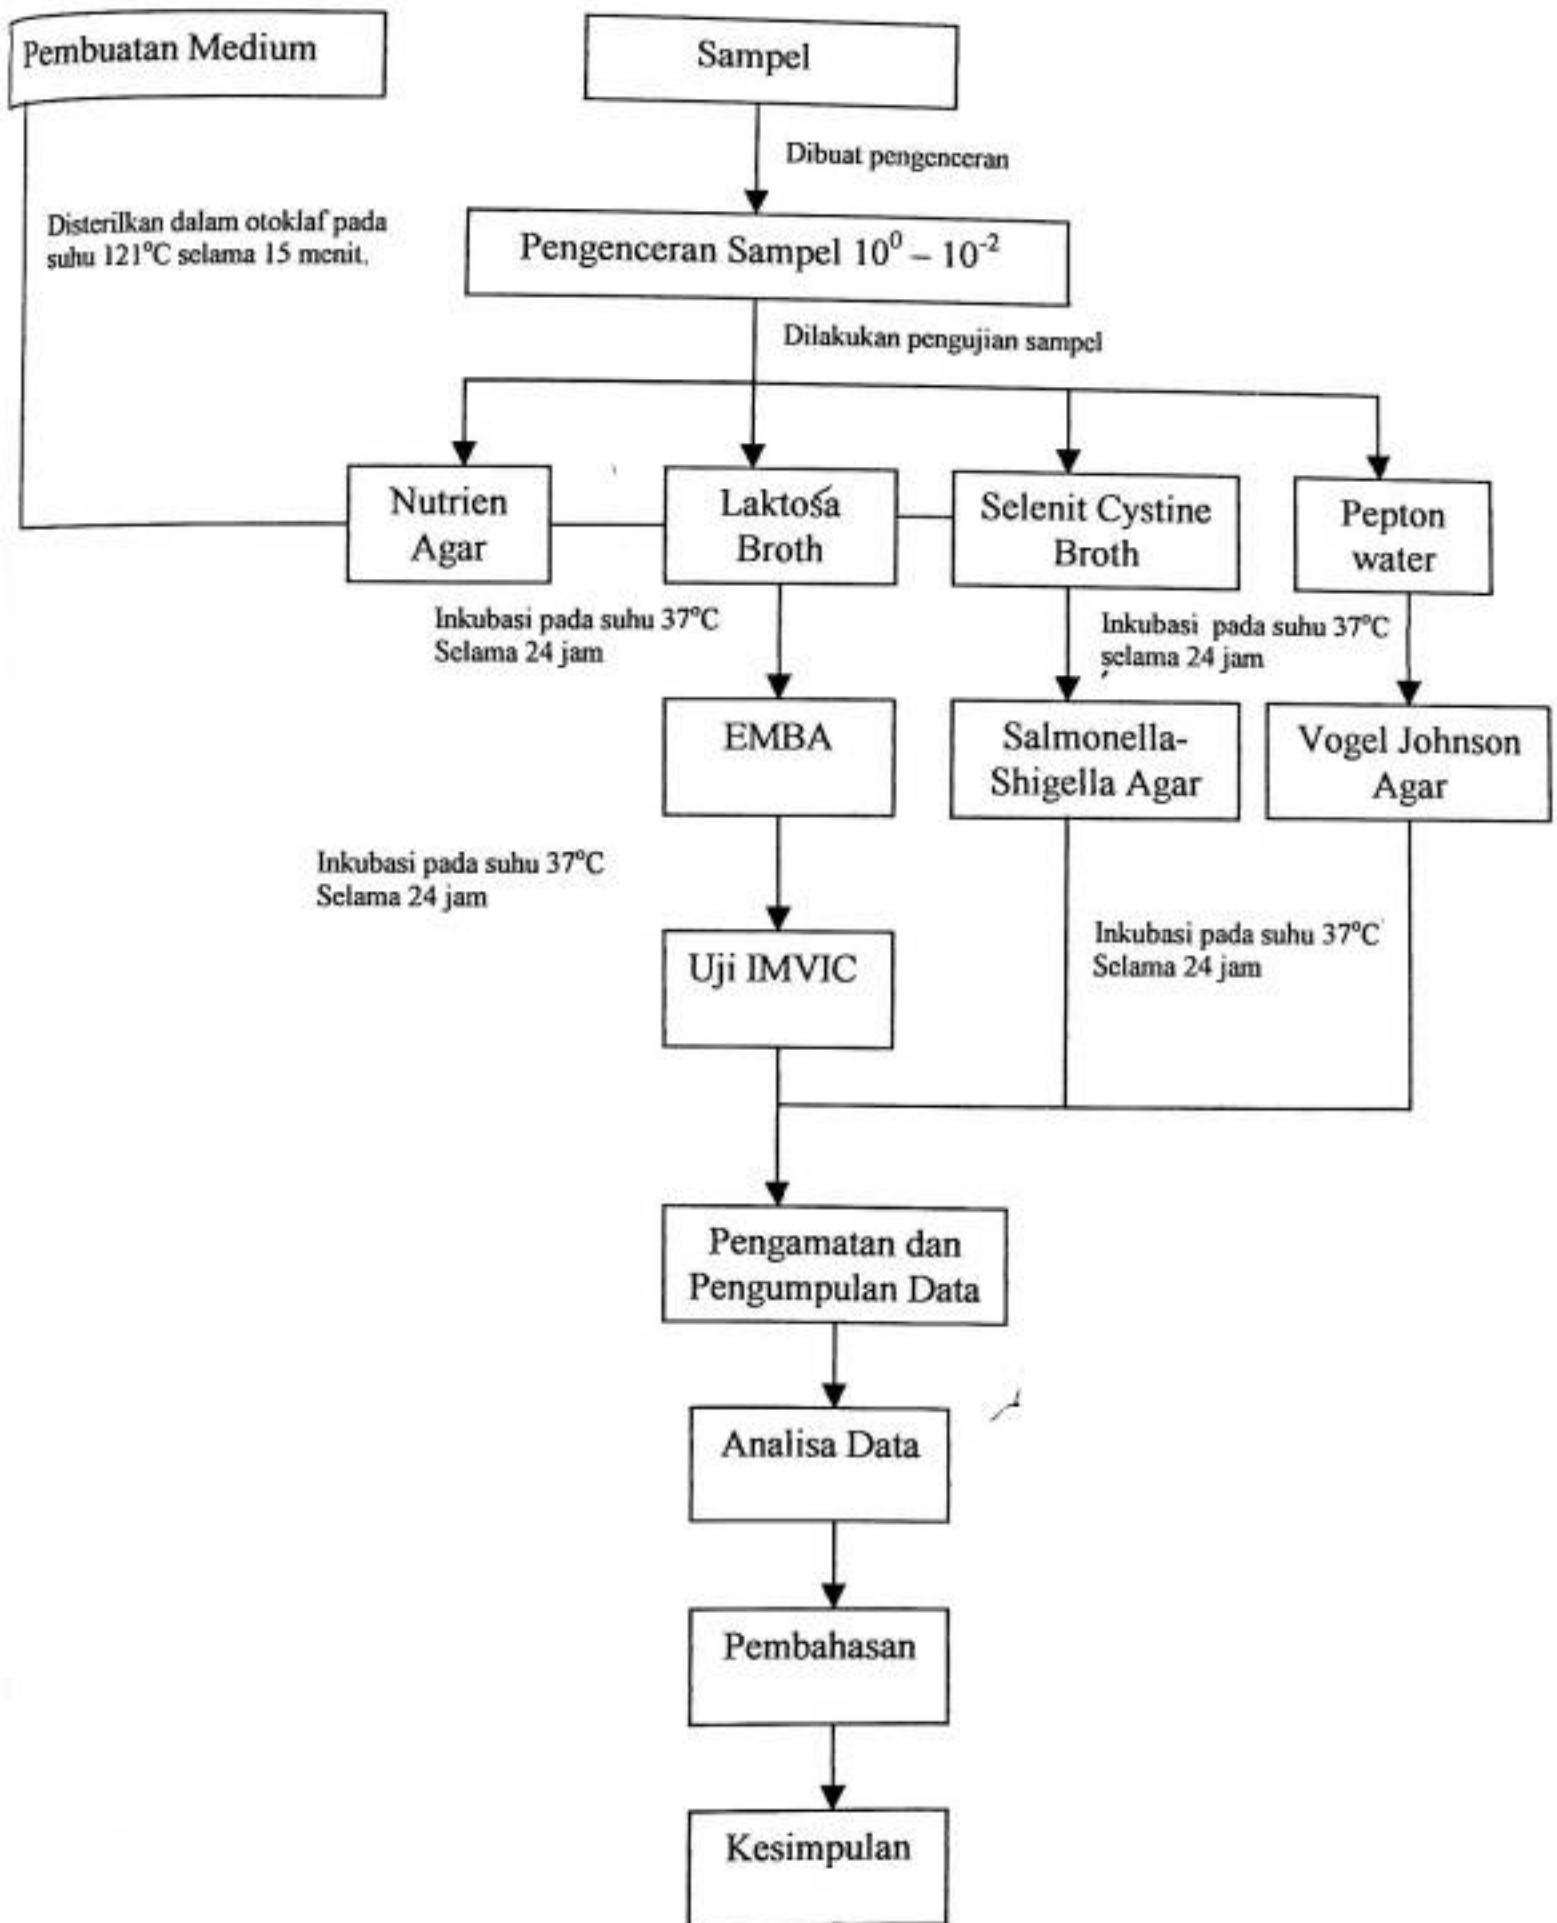 Pembuatan Medium
Sampel
Dibuat pengenceran
Disterilkan dalam otoklaf pada
suhu 121°C selama 15 menit.
Pengenceran Sampel 10⁰ – 10⁻²
Dilakukan pengujian sampel
Nutrien
Agar
Laktosa
Broth
Selenit Cystine
Broth
Pepton
water
Inkubasi pada suhu 37°C
Selama 24 jam
Inkubasi pada suhu 37°C
selama 24 jam
EMBA
Salmonella-
Shigella Agar
Vogel Johnson
Agar
Inkubasi pada suhu 37°C
Selama 24 jam
Uji IMVIC
Inkubasi pada suhu 37°C
Selama 24 jam
Pengamatan dan
Pengumpulan Data
Analisa Data
Pembahasan
Kesimpulan